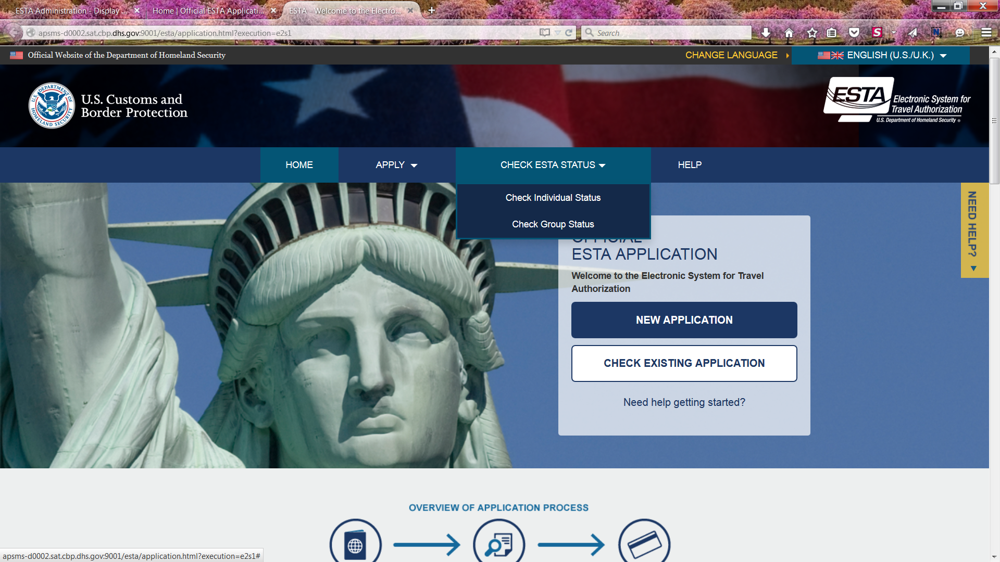 ESTA Administration - Display ...
Home | Official ESTA Applicati...
ESTA - Welcome to the Electro...
apsms-d0002.sat.cbp.dhs.gov:9001/esta/application.html?execution=e2s1
Search
Official Website of the Department of Homeland Security
CHANGE LANGUAGE
ENGLISH (U.S./U.K.)
U.S. DEPARTMENT OF HOMELAND SECURITY
U.S. Customs and
Border Protection
ESTA
Electronic System for
Travel Authorization
U.S. Department of Homeland Security
HOME
APPLY
CHECK ESTA STATUS
HELP
Check Individual Status
Check Group Status
NEED HELP?
OFFICIAL
ESTA APPLICATION
Welcome to the Electronic System for Travel
Authorization
NEW APPLICATION
CHECK EXISTING APPLICATION
Need help getting started?
OVERVIEW OF APPLICATION PROCESS
apsms-d0002.sat.cbp.dhs.gov:9001/esta/application.html?execution=e2s1#